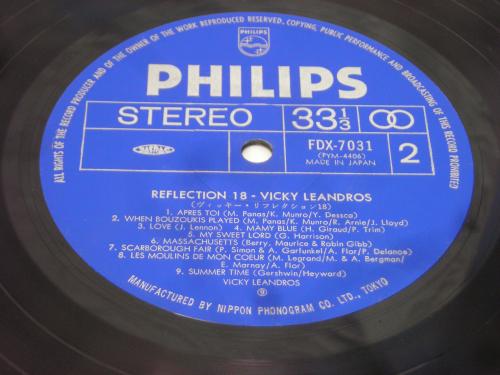 ALL RIGHTS OF THE RECORD PRODUCER AND OF THE OWNER OF THE WORK REPRODUCED RESERVED. COPYING, PUBLIC PERFORMANCE AND BROADCASTING OF THIS RECORD PROHIBITED
PHILIPS
PHILIPS
STEREO 33 1/3
FDX-7031
(PYM-4406)
MADE IN JAPAN
2
REFLECTION 18 - VICKY LEANDROS
(ヴィッキー・リフレクション18)
1. APRES TOI (M. Panas/K. Munro/Y. Dessca)
2. WHEN BOUZOUKIS PLAYED (M. Panas/K. Munro/R. Arnie/J. Lloyd)
3. LOVE (J. Lennon) 4. MAMY BLUE (H. Giraud/P. Trim)
5. MY SWEET LORD (G. Harrison)
6. MASSACHUSETTS (Berry, Maurice & Robin Gibb)
7. SCARBOROUGH FAIR (P. Simon & A. Garfunkel/A. Flor/P. Delanoe)
8. LES MOULINS DE MON COEUR (M. Legrand/M. & A. Bergman/
E. Marnay/A. Flor)
9. SUMMER TIME (Gershwin/Heyward)
VICKY LEANDROS
MANUFACTURED BY NIPPON PHONOGRAM CO. LTD., TOKYO